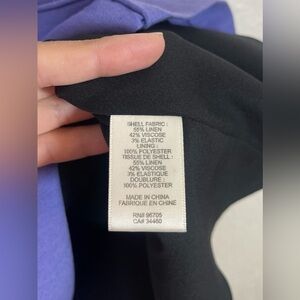 SHELL FABRIC :
55% LINEN
42% VISCOSE
3% ELASTIC
LINING :
100% POLYESTER
TISSUE DE SHELL :
55% LINEN
42% VISCOSE
3% ELASTIQUE
DOUBLURE :
100% POLYESTER
MADE IN CHINA
FABRIQUE EN CHINE
RN# 96705
CA# 34460